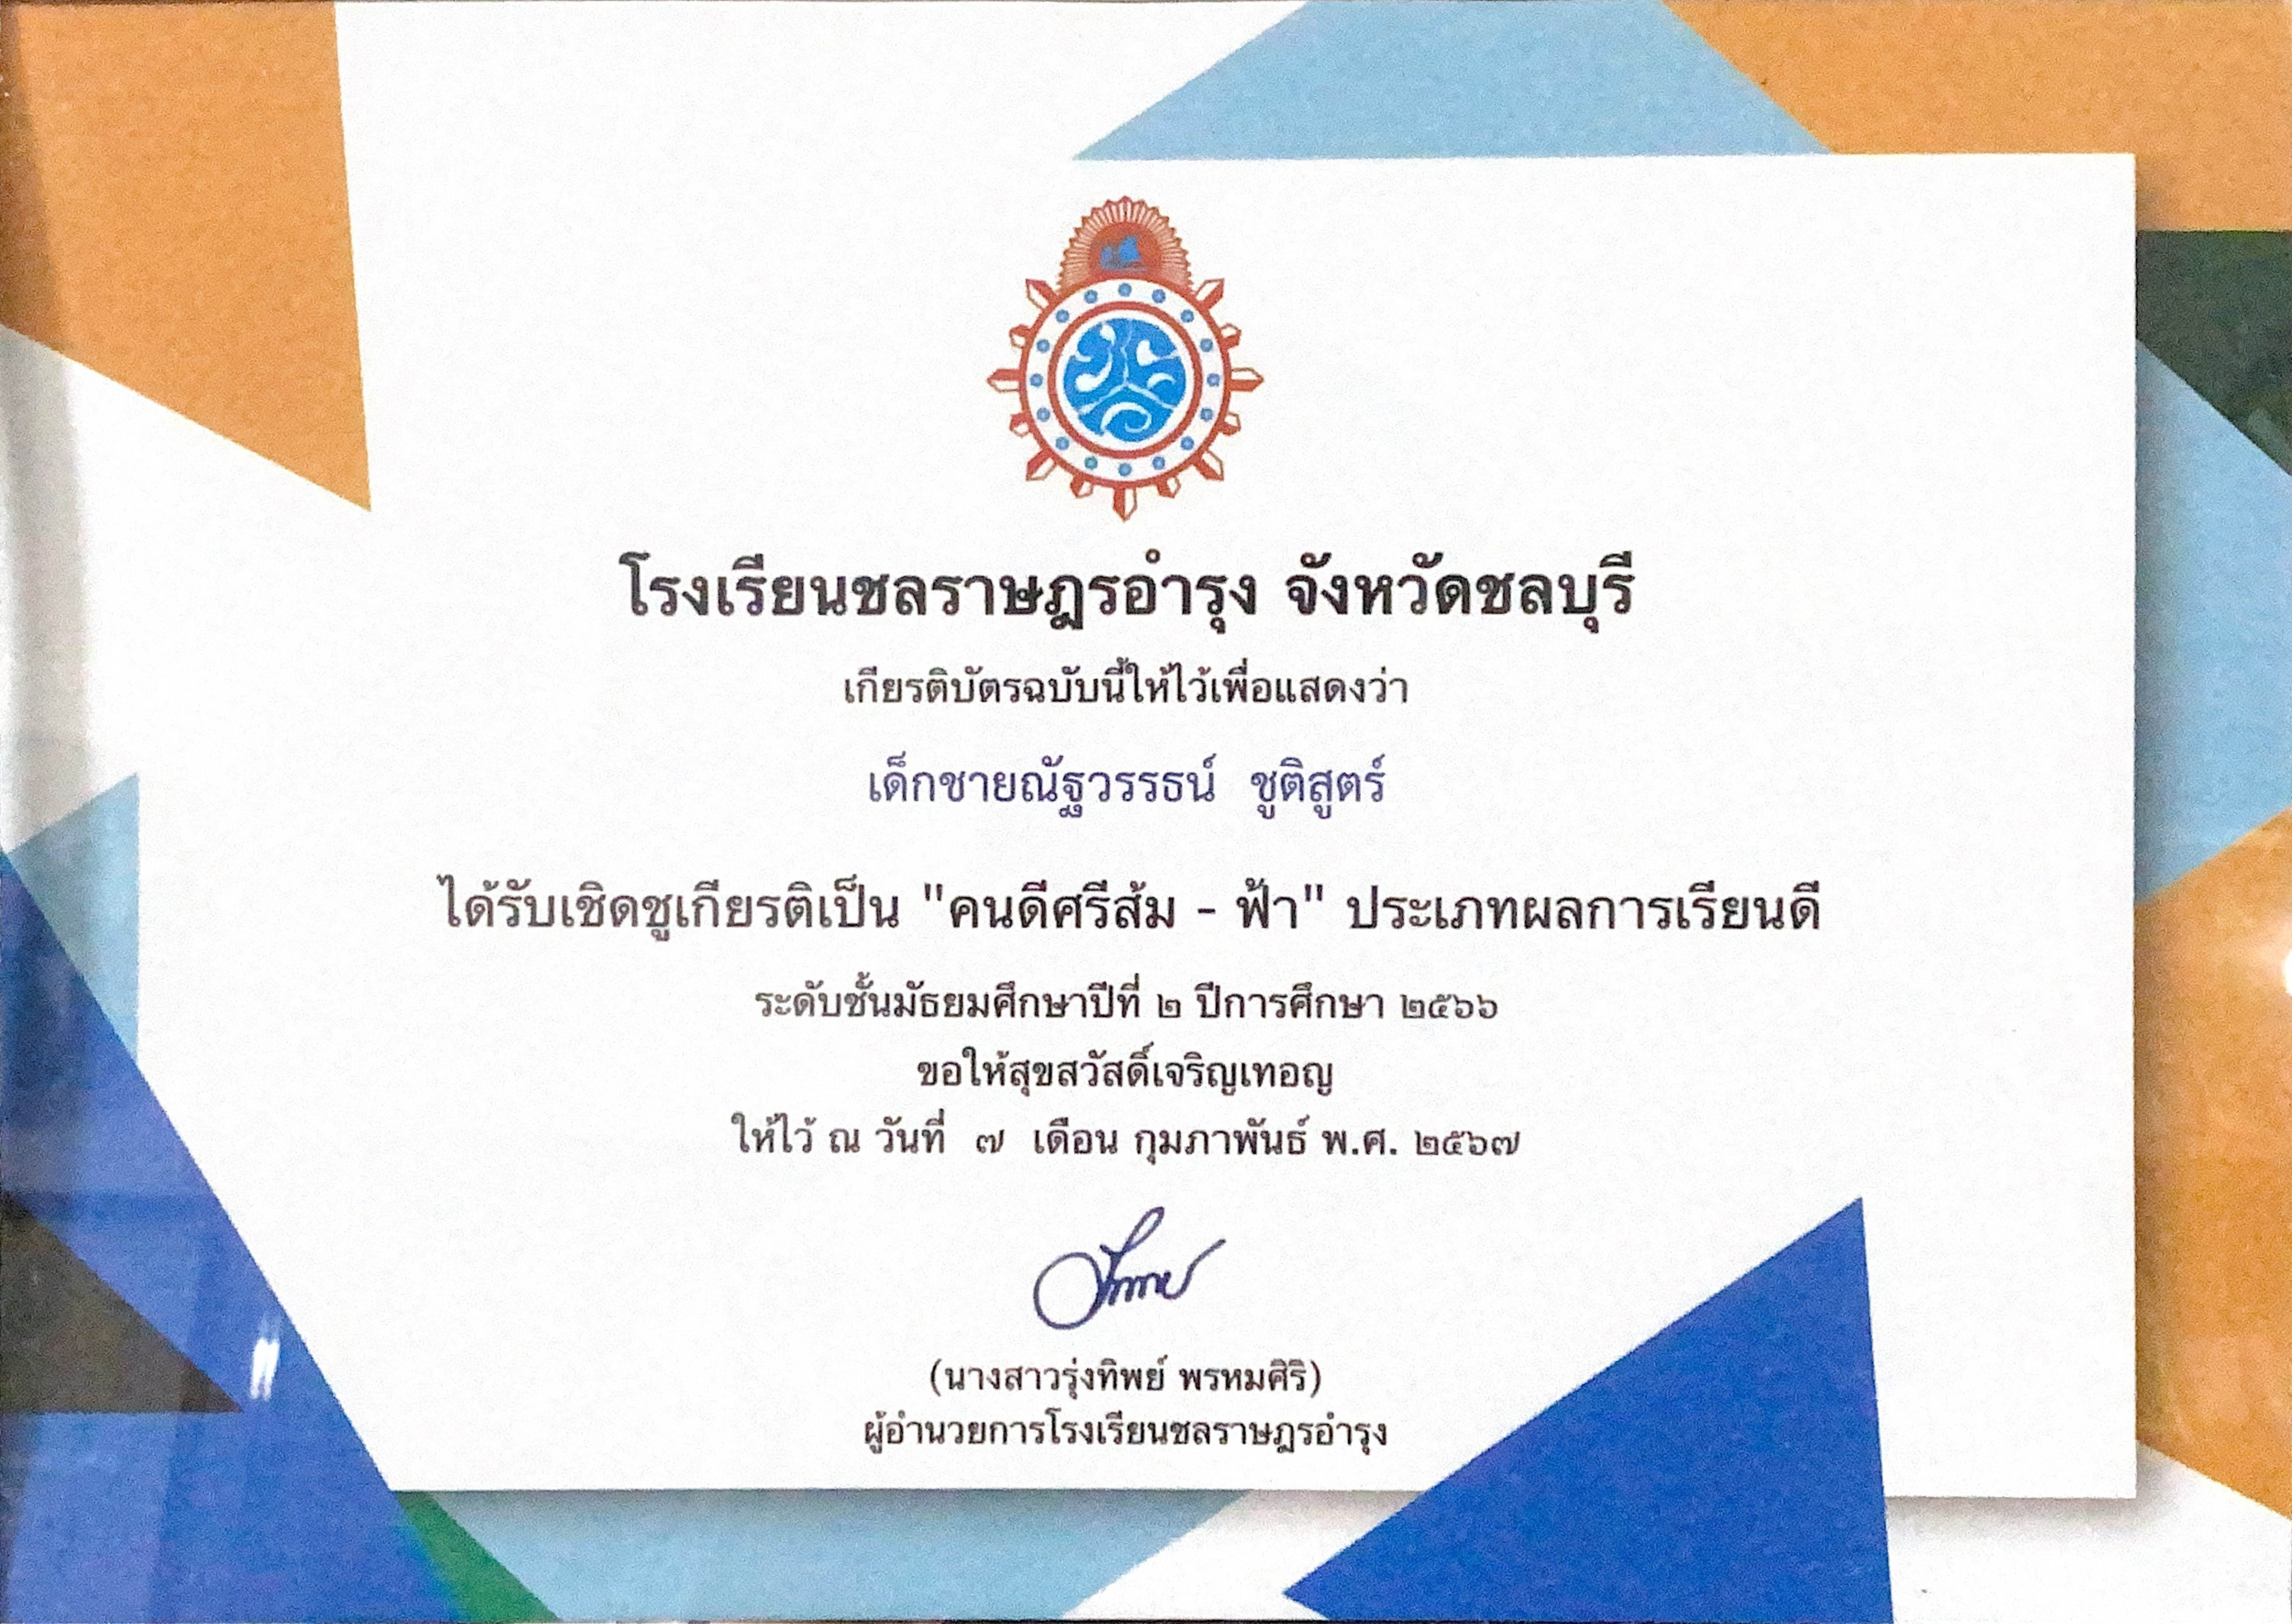 โรงเรียนชลราษฎรอำรุง จังหวัดชลบุรี
เกียรติบัตรฉบับนี้ให้ไว้เพื่อแสดงว่า
เด็กชายณัฐวรรธน์ ชูติสูตร์
ได้รับเชิดชูเกียรติเป็น "คนดีศรีส้ม - ฟ้า" ประเภทผลการเรียนดี
ระดับชั้นมัธยมศึกษาปีที่ ๒ ปีการศึกษา ๒๕๖๖
ขอให้สุขสวัสดิ์เจริญเทอญ
ให้ไว้ ณ วันที่ ๗ เดือน กุมภาพันธ์ พ.ศ. ๒๕๖๗
(นางสาวรุ่งทิพย์ พรหมศิริ)
ผู้อำนวยการโรงเรียนชลราษฎรอำรุง